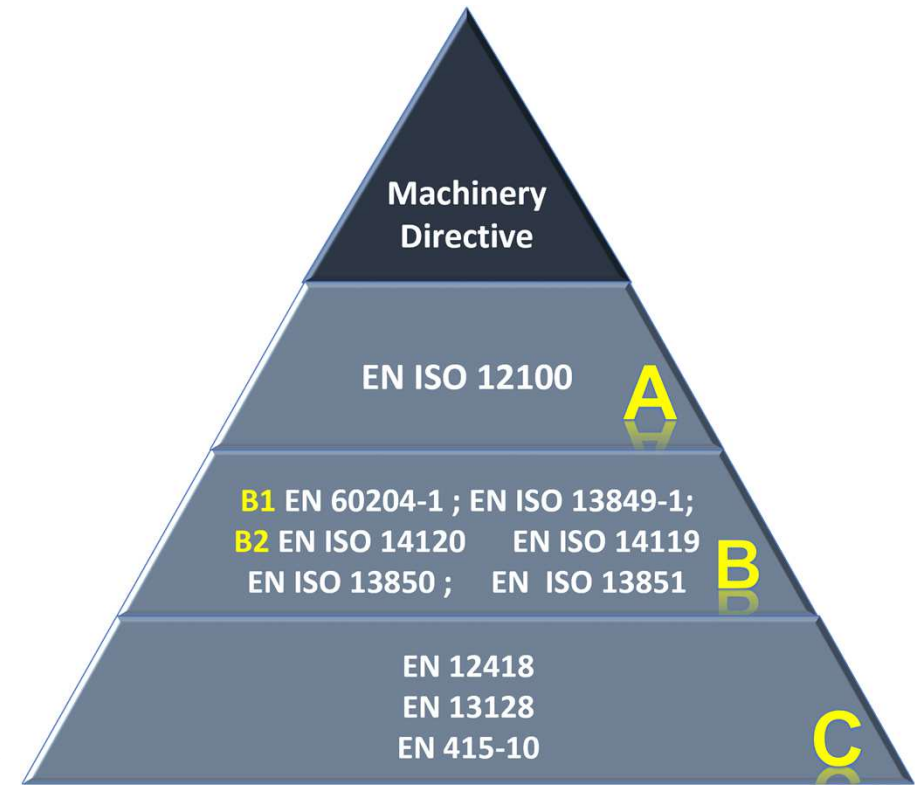 Machinery
Directive
EN ISO 12100
A
B1 EN 60204-1 ; EN ISO 13849-1;
B2 EN ISO 14120 EN ISO 14119
EN ISO 13850 ; EN ISO 13851
B
EN 12418
EN 13128
EN 415-10
C